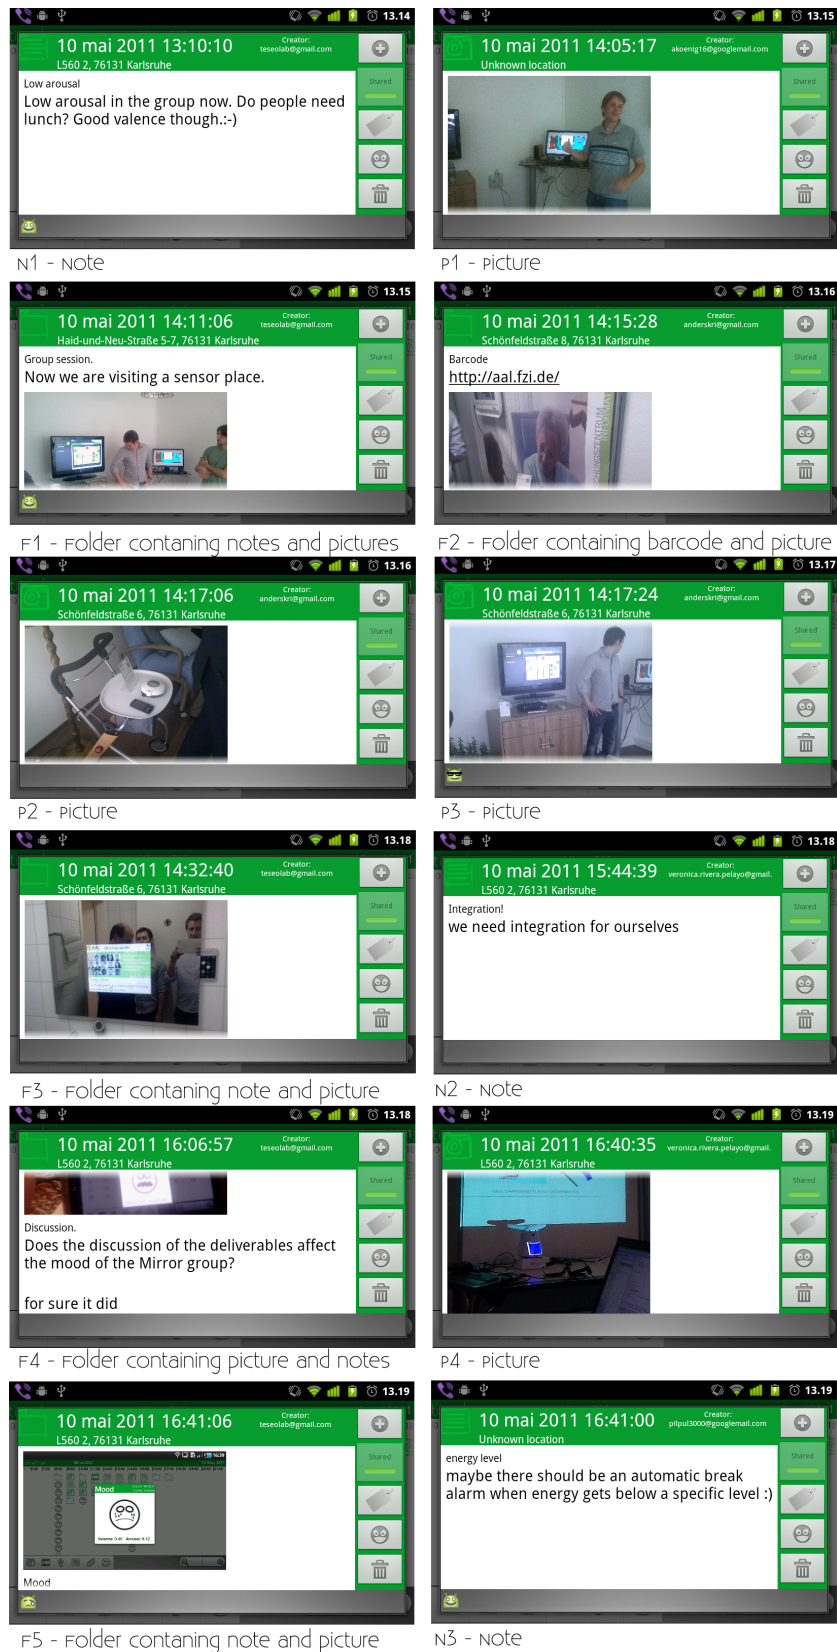 13.14
10 mai 2011 13:10:10
Creator:
teseolab@gmail.com
L560 2, 76131 Karlsruhe
Shared
Low arousal
Low arousal in the group now. Do people need
lunch? Good valence though.:-)
N1 - Note
13.15
10 mai 2011 14:05:17
Creator:
akoenig16@googlemail.com
Unknown location
Shared
P1 - Picture
13.15
10 mai 2011 14:11:06
Creator:
teseolab@gmail.com
Haid-und-Neu-Straße 5-7, 76131 Karlsruhe
Shared
Group session.
Now we are visiting a sensor place.
F1 - Folder contaning notes and pictures
13.16
10 mai 2011 14:15:28
Creator:
anderskri@gmail.com
Schönfeldstraße 8, 76131 Karlsruhe
Shared
Barcode
http://aal.fzi.de/
CHUNGSZENTRUM
INFORM
F2 - Folder containing barcode and picture
13.16
10 mai 2011 14:17:06
Creator:
anderskri@gmail.com
Schönfeldstraße 6, 76131 Karlsruhe
Shared
P2 - Picture
13.17
10 mai 2011 14:17:24
Creator:
anderskri@gmail.com
Schönfeldstraße 6, 76131 Karlsruhe
Shared
P3 - Picture
13.18
10 mai 2011 14:32:40
Creator:
teseolab@gmail.com
Schönfeldstraße 6, 76131 Karlsruhe
Shared
F3 - Folder contaning note and picture
13.18
10 mai 2011 15:44:39
Creator:
veronica.rivera.pelayo@gmail.
L560 2, 76131 Karlsruhe
Shared
Integration!
we need integration for ourselves
N2 - Note
13.18
10 mai 2011 16:06:57
Creator:
teseolab@gmail.com
L560 2, 76131 Karlsruhe
Shared
Discussion.
Does the discussion of the deliverables affect
the mood of the Mirror group?
for sure it did
F4 - Folder containing picture and notes
13.19
10 mai 2011 16:40:35
Creator:
veronica.rivera.pelayo@gmail.
L560 2, 76131 Karlsruhe
Shared
P4 - Picture
13.19
10 mai 2011 16:41:06
Creator:
teseolab@gmail.com
L560 2, 76131 Karlsruhe
Shared
Mood
Valence: 0.45 Arousal: 0.12
Mood
F5 - Folder contaning note and picture
13.19
10 mai 2011 16:41:00
Creator:
pilpul3000@googlemail.com
Unknown location
Shared
energy level
maybe there should be an automatic break
alarm when energy gets below a specific level :)
N3 - Note